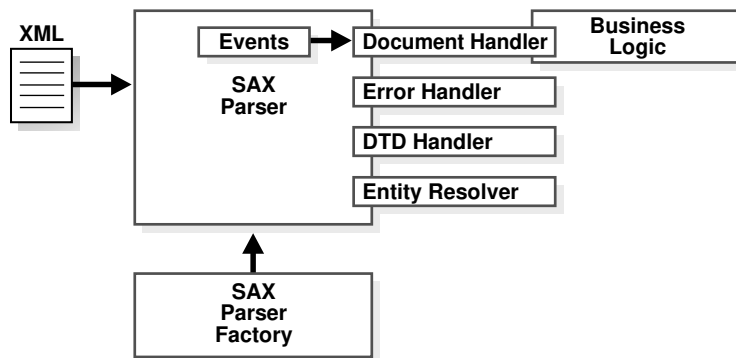 XML
Events
Document Handler
Business
Logic
SAX
Parser
Error Handler
DTD Handler
Entity Resolver
SAX
Parser
Factory